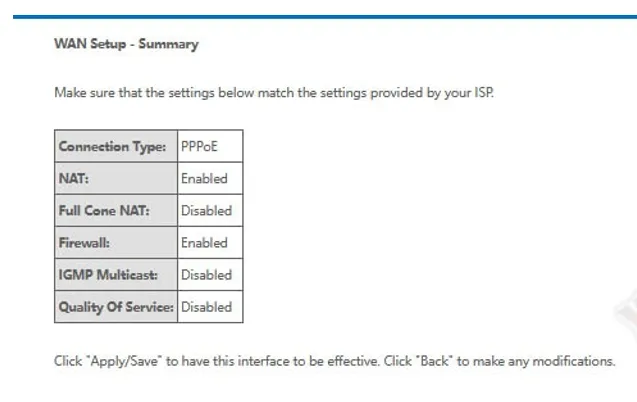 WAN Setup - Summary
Make sure that the settings below match the settings provided by your ISP.
Connection Type: PPPoE
NAT: Enabled
Full Cone NAT: Disabled
Firewall: Enabled
IGMP Multicast: Disabled
Quality Of Service: Disabled
Click "Apply/Save" to have this interface to be effective. Click "Back" to make any modifications.